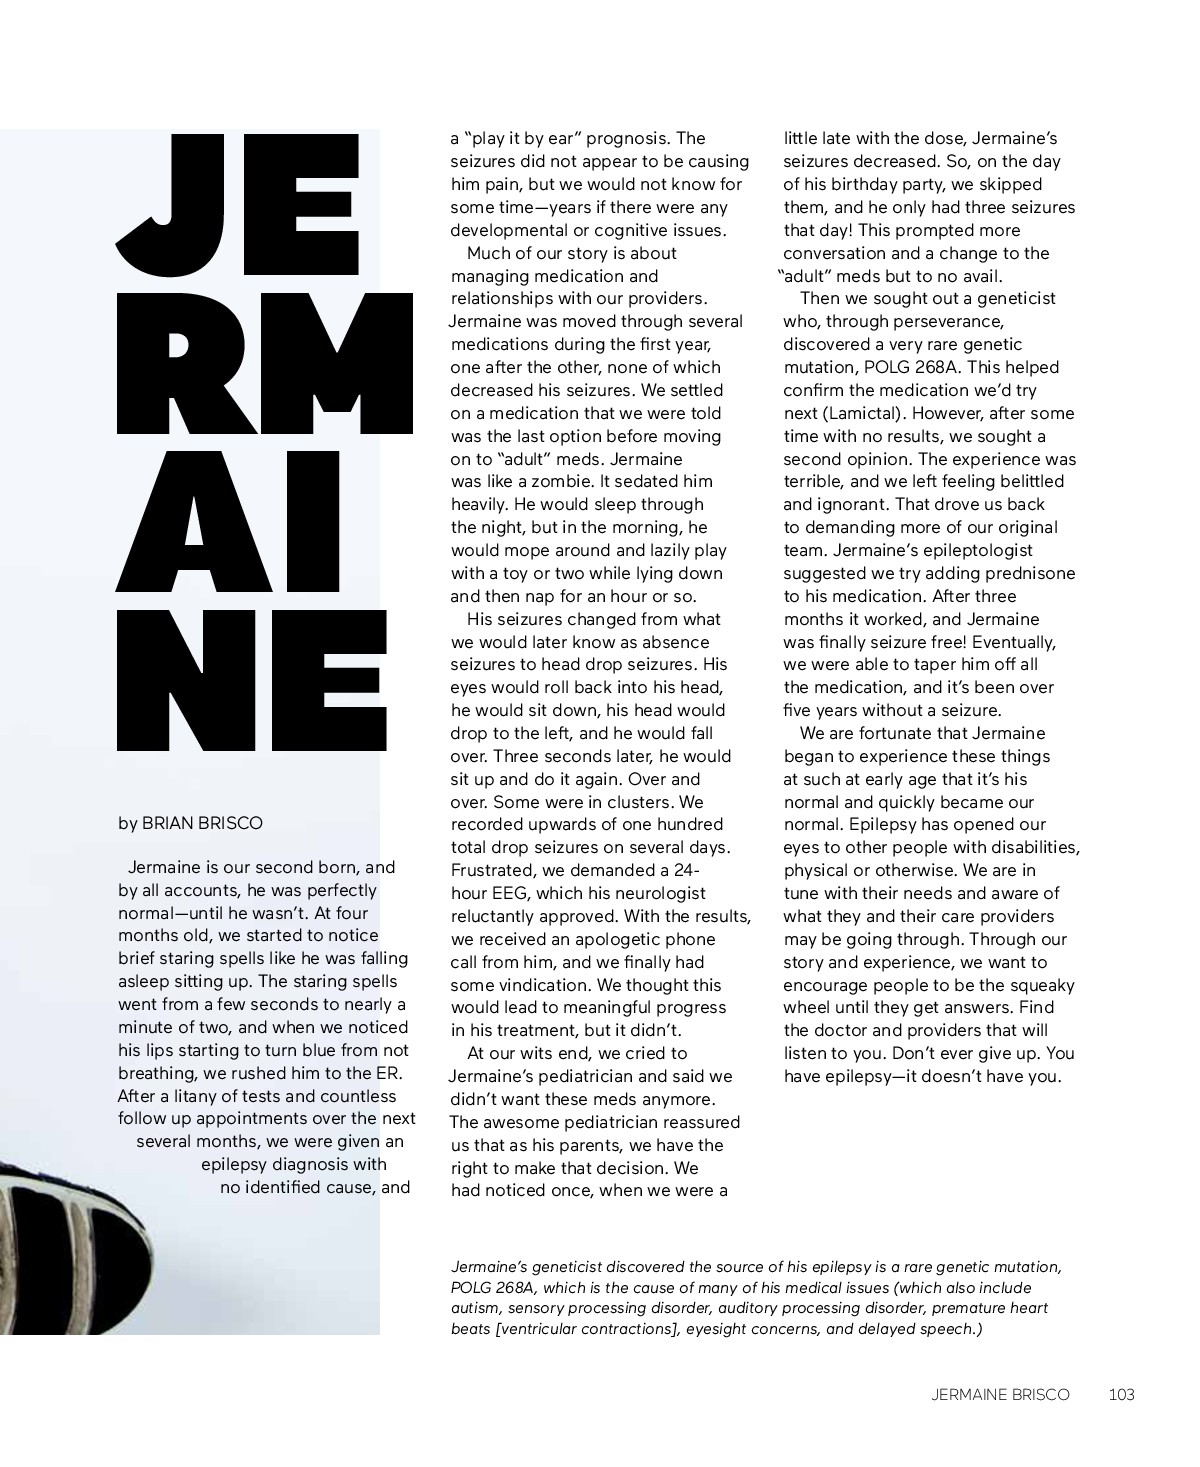 JE
RM
AI
NE
by BRIAN BRISCO
Jermaine is our second born, and
by all accounts, he was perfectly
normal—until he wasn't. At four
months old, we started to notice
brief staring spells like he was falling
asleep sitting up. The staring spells
went from a few seconds to nearly a
minute of two, and when we noticed
his lips starting to turn blue from not
breathing, we rushed him to the ER.
After a litany of tests and countless
follow up appointments over the next
several months, we were given an
epilepsy diagnosis with
no identified cause, and
a “play it by ear” prognosis. The
seizures did not appear to be causing
him pain, but we would not know for
some time—years if there were any
developmental or cognitive issues.
Much of our story is about
managing medication and
relationships with our providers.
Jermaine was moved through several
medications during the first year,
one after the other, none of which
decreased his seizures. We settled
on a medication that we were told
was the last option before moving
on to “adult” meds. Jermaine
was like a zombie. It sedated him
heavily. He would sleep through
the night, but in the morning, he
would mope around and lazily play
with a toy or two while lying down
and then nap for an hour or so.
His seizures changed from what
we would later know as absence
seizures to head drop seizures. His
eyes would roll back into his head,
he would sit down, his head would
drop to the left, and he would fall
over. Three seconds later, he would
sit up and do it again. Over and
over. Some were in clusters. We
recorded upwards of one hundred
total drop seizures on several days.
Frustrated, we demanded a 24-
hour EEG, which his neurologist
reluctantly approved. With the results,
we received an apologetic phone
call from him, and we finally had
some vindication. We thought this
would lead to meaningful progress
in his treatment, but it didn't.
At our wits end, we cried to
Jermaine's pediatrician and said we
didn't want these meds anymore.
The awesome pediatrician reassured
us that as his parents, we have the
right to make that decision. We
had noticed once, when we were a
little late with the dose, Jermaine's
seizures decreased. So, on the day
of his birthday party, we skipped
them, and he only had three seizures
that day! This prompted more
conversation and a change to the
“adult” meds but to no avail.
Then we sought out a geneticist
who, through perseverance,
discovered a very rare genetic
mutation, POLG 268A. This helped
confirm the medication we'd try
next (Lamictal). However, after some
time with no results, we sought a
second opinion. The experience was
terrible, and we left feeling belittled
and ignorant. That drove us back
to demanding more of our original
team. Jermaine's epileptologist
suggested we try adding prednisone
to his medication. After three
months it worked, and Jermaine
was finally seizure free! Eventually,
we were able to taper him off all
the medication, and it's been over
five years without a seizure.
We are fortunate that Jermaine
began to experience these things
at such at early age that it's his
normal and quickly became our
normal. Epilepsy has opened our
eyes to other people with disabilities,
physical or otherwise. We are in
tune with their needs and aware of
what they and their care providers
may be going through. Through our
story and experience, we want to
encourage people to be the squeaky
wheel until they get answers. Find
the doctor and providers that will
listen to you. Don't ever give up. You
have epilepsy—it doesn't have you.
Jermaine's geneticist discovered the source of his epilepsy is a rare genetic mutation,
POLG 268A, which is the cause of many of his medical issues (which also include
autism, sensory processing disorder, auditory processing disorder, premature heart
beats [ventricular contractions], eyesight concerns, and delayed speech.)
JERMAINE BRISCO 103